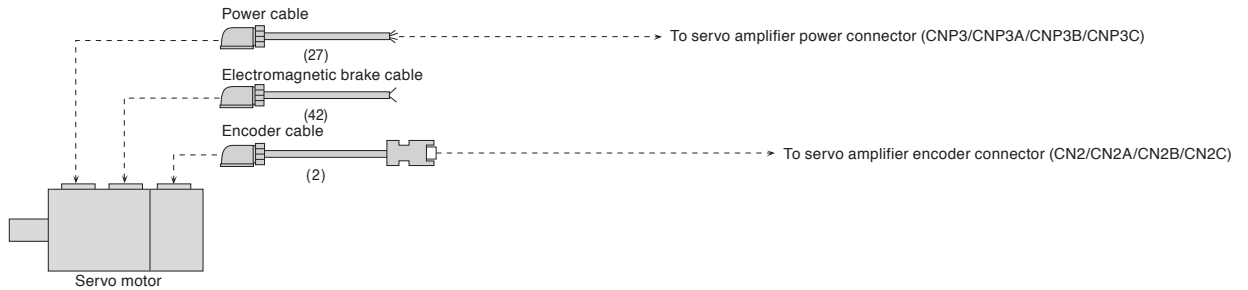 Power cable
To servo amplifier power connector (CNP3/CNP3A/CNP3B/CNP3C)
(27)
Electromagnetic brake cable
(42)
Encoder cable
To servo amplifier encoder connector (CN2/CN2A/CN2B/CN2C)
(2)
Servo motor